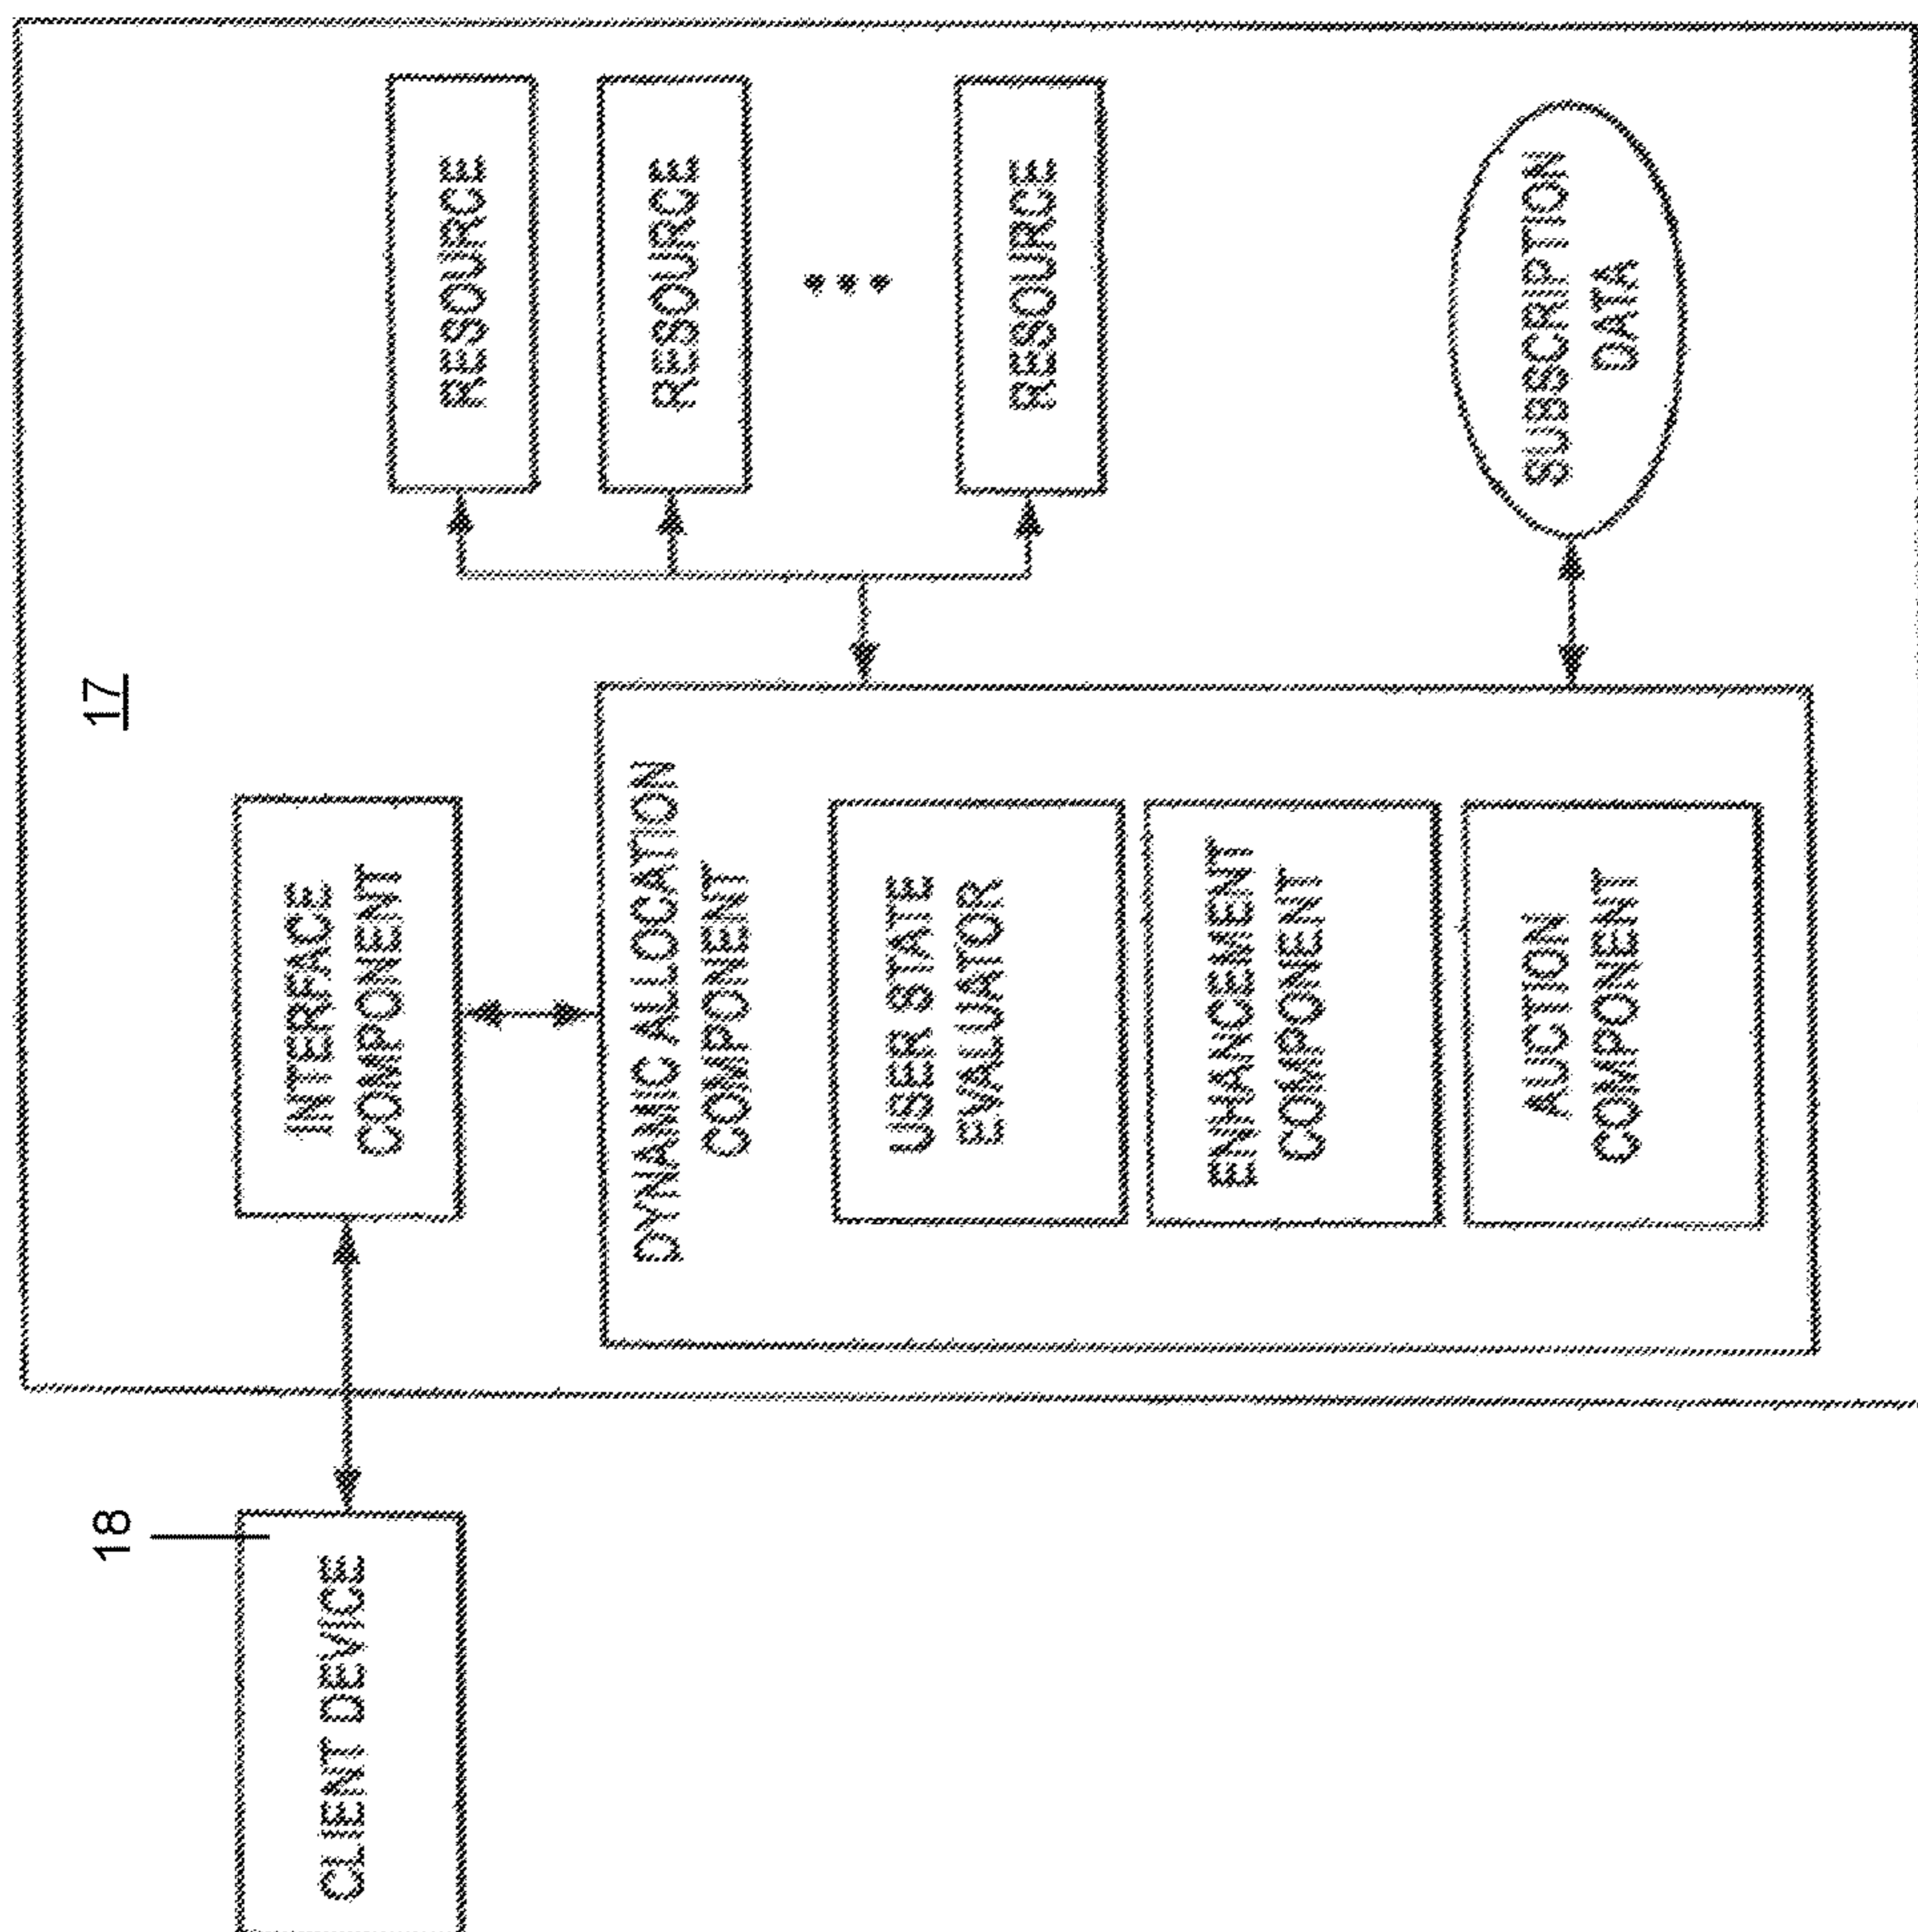 17
18
CLIENT DEVICE
INTERFACE
COMPONENT
DYNAMIC ALLOCATION
COMPONENT
USER STATE
EVALUATOR
ENHANCEMENT
COMPONENT
AUCTION
COMPONENT
RESOURCE
RESOURCE
RESOURCE
SUBSCRIPTION
DATA